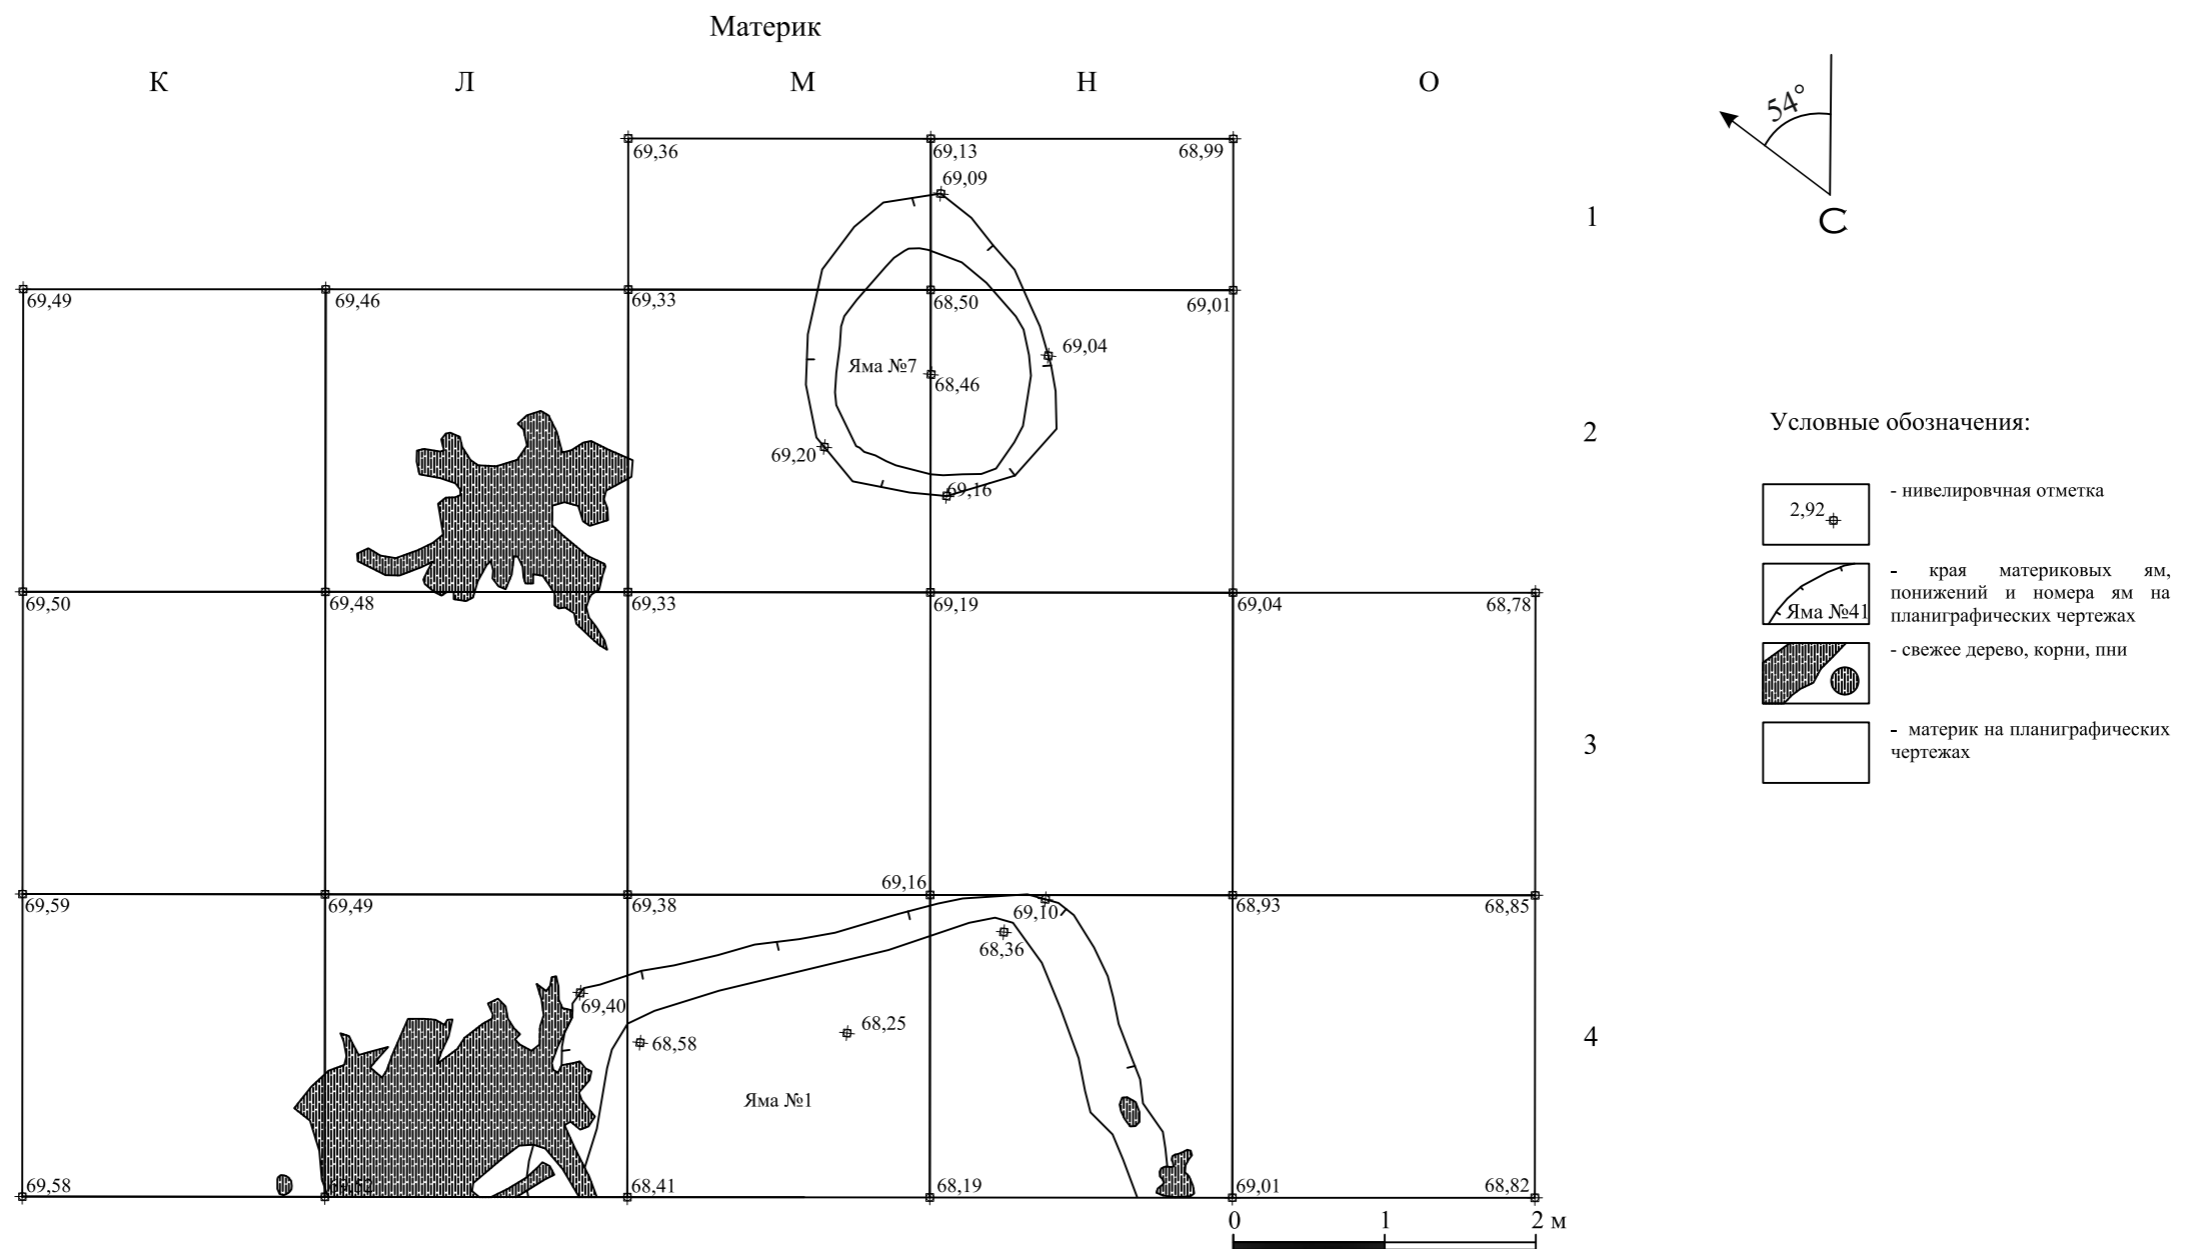 Материк
К Л М Н О
54°
С
69,36 69,13 68,99
69,09
1
69,49 69,46 69,33 68,50 69,01
69,04
Яма №7
68,46
2
69,20
69,16
69,50 69,48 69,33 69,19 69,04 68,78
3
69,16
69,59 69,49 69,38 68,93 68,85
69,10
68,36
69,40
68,25
68,58
4
Яма №1
69,58 68,41 68,19 69,01 68,82
0 1 2 м
Условные обозначения:
2,92
- нивелировчная отметка
Яма №41
- края материковых ям,
понижений и номера ям на
планиграфических чертежах
- свежее дерево, корни, пни
- материк на планиграфических
чертежах